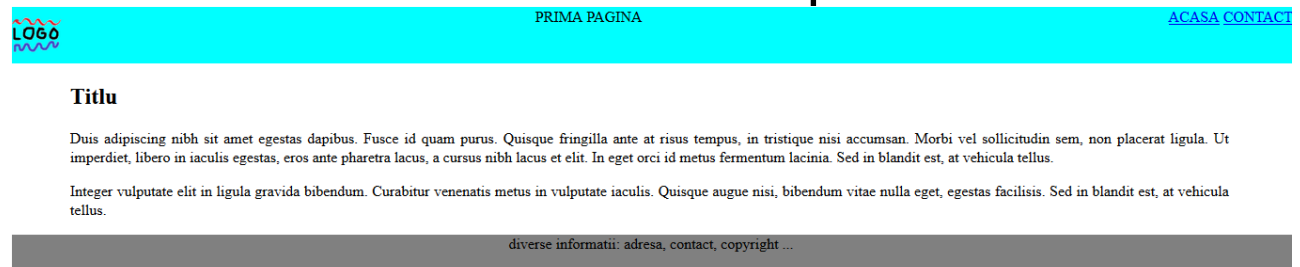 LOGO PRIMA PAGINA ACASA CONTACT
Titlu
Duis adipiscing nibh sit amet egestas dapibus. Fusce id quam purus. Quisque fringilla ante at risus tempus, in tristique nisi accumsan. Morbi vel sollicitudin sem, non placerat ligula. Ut
imperdiet, libero in iaculis egestas, eros ante pharetra lacus, a cursus nibh lacus et elit. In eget orci id metus fermentum lacinia. Sed in blandit est, at vehicula tellus.
Integer vulputate elit in ligula gravida bibendum. Curabitur venenatis metus in vulputate iaculis. Quisque augue nisi, bibendum vitae nulla eget, egestas facilisis. Sed in blandit est, at vehicula
tellus.
diverse informatii: adresa, contact, copyright ...